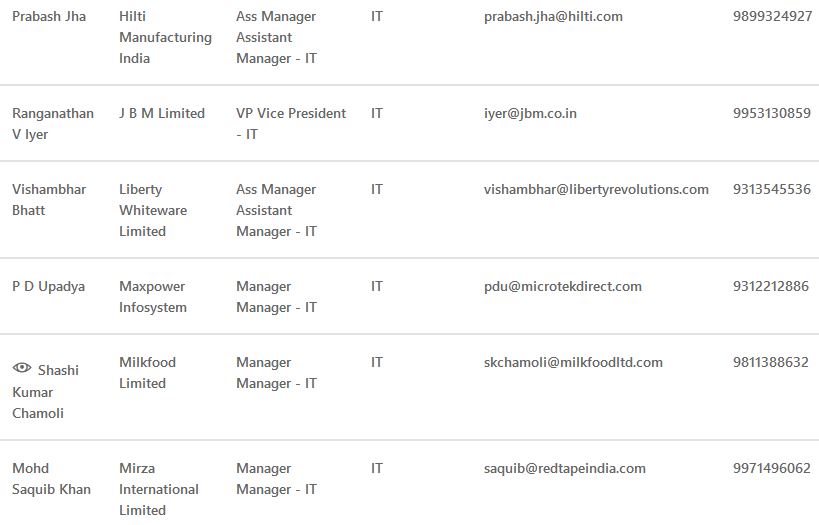 Prabash Jha Hilti Ass Manager IT prabash.jha@hilti.com 9899324927
Manufacturing Assistant
India Manager - IT
Ranganathan J B M Limited VP Vice President IT iyer@jbm.co.in 9953130859
V Iyer - IT
Vishambhar Liberty Ass Manager IT vishambhar@libertyrevolutions.com 9313545536
Bhatt Whiteware Assistant
Limited Manager - IT
P D Upadya Maxpower Manager IT pdu@microtekdirect.com 9312212886
Infosystem Manager - IT
Shashi Milkfood Manager IT skchamoli@milkfoodltd.com 9811388632
Kumar Limited Manager - IT
Chamoli
Mohd Mirza Manager IT saquib@redtapeindia.com 9971496062
Saquib Khan International Manager - IT
Limited